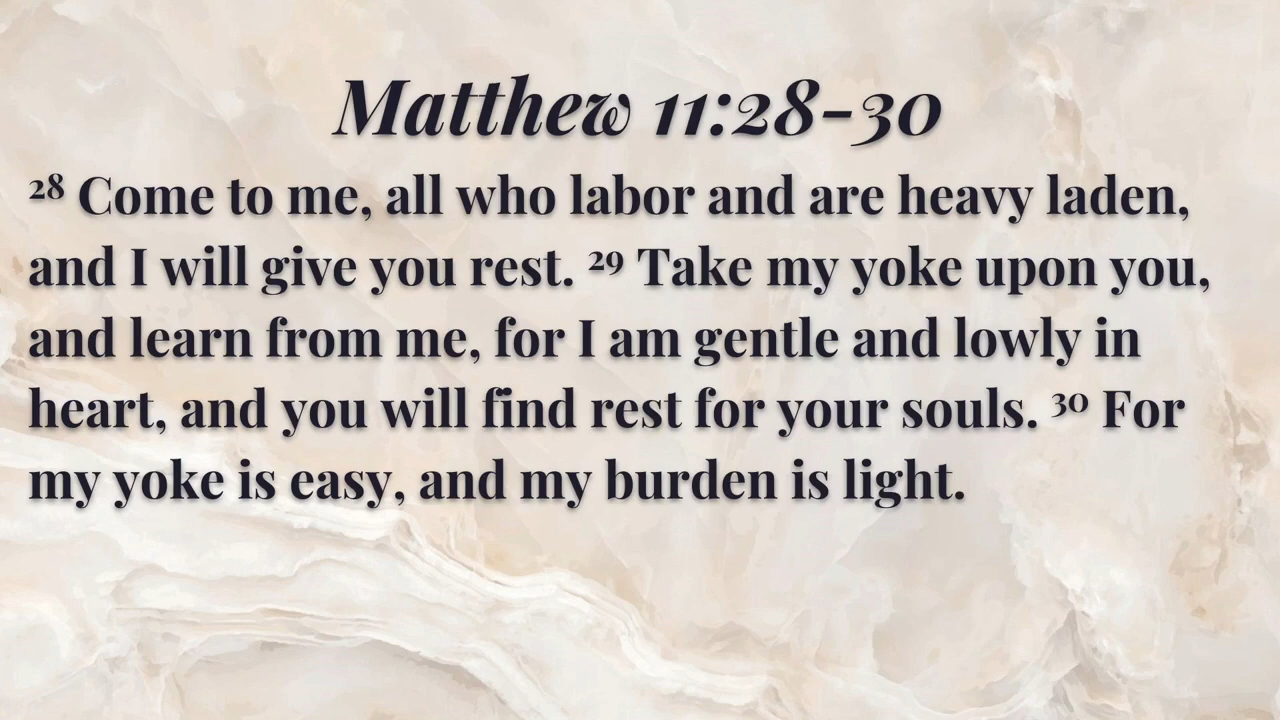 Matthew 11:28-30
²⁸ Come to me, all who labor and are heavy laden,
and I will give you rest. ²⁹ Take my yoke upon you,
and learn from me, for I am gentle and lowly in
heart, and you will find rest for your souls. ³⁰ For
my yoke is easy, and my burden is light.